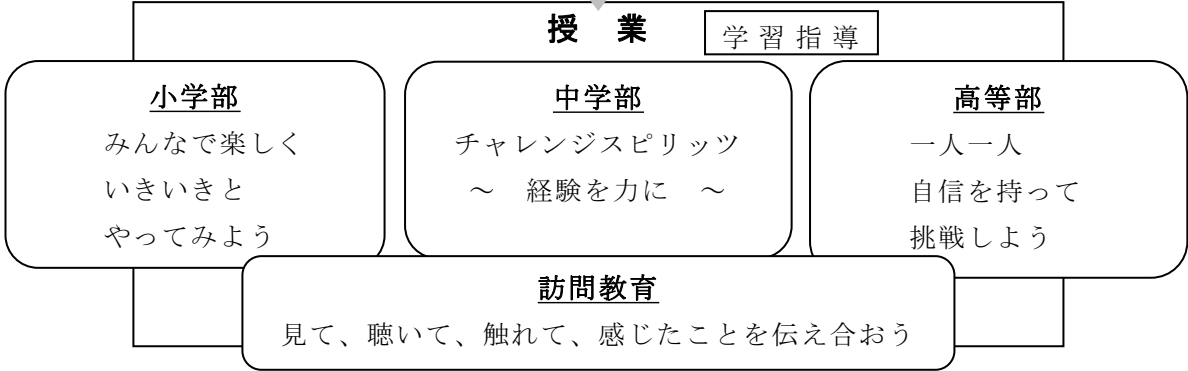 授　業
学習指導
小学部
みんなで楽しく
いきいきと
やってみよう
中学部
チャレンジスピリッツ
～　経験を力に　～
高等部
一人一人
自信を持って
挑戦しよう
訪問教育
見て、聴いて、触れて、感じたことを伝え合おう